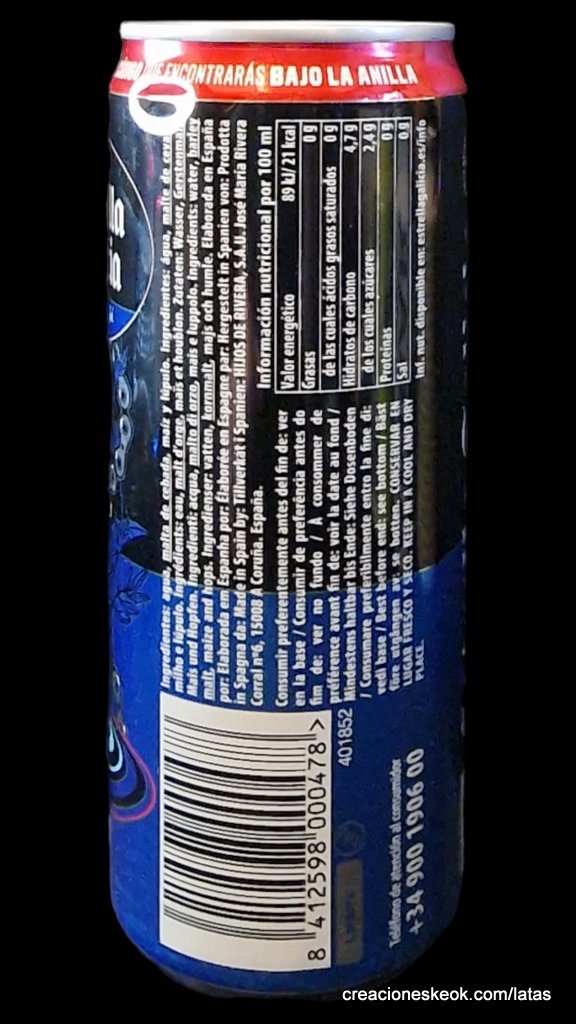 QUE ENCONTRARÁS BAJO LA ANILLA
malta de cebada, maíz y lúpulo. Ingredientes: água, malte de
milho e lúpulo. Ingrédients: eau, malt d'orge, maïs et houblon. Zutaten: Wasser, Gerstenmalz,
Mais und Hopfen. Ingredienti: acqua, malto di orzo, mais e luppolo. Ingredients: water, barley
malt, maize and hops. Ingredienser: vatten, kornmalt, majs och humle. Elaborada en España
por: Elaborada em Espanha por: Élaborée en Espagne par: Hergestelt in Spanien von: Prodotta
in Spagna da: Made in Spain by: Tillverkat i Spanien: HIJOS DE RIVERA, S.A.U. José María Rivera
Corral nº6, 15008 A Coruña. España.
Información nutricional por 100 ml
Valor energético 89 kJ/ 21 kcal
Grasas 0 g
de las cuales ácidos grasos saturados 0 g
Hidratos de carbono 4,7 g
de los cuales azúcares 2,4 g
Proteínas 0 g
Sal 0 g
Inf. nut. disponible en: estrellagalicia.es/info
Consumir preferentemente antes del fin de: ver
en la base / Consumir de preferência antes do
fim de: ver no fundo / À consommer de
préférence avant fin de: voir la date au fond /
Mindestens haltbar bis Ende: Siehe Dosenboden
/ Consumare preferibilmente entro la fine di:
vedi base / Best before end: see bottom / Bäst
före utgången av: se botten. CONSERVAR EN
LUGAR FRESCO Y SECO. KEEP IN A COOL AND DRY
PLACE.
8 412598 000478 >
401852
Teléfono de atención al consumidor
+34 900 1906 00
creacioneskeok.com/latas